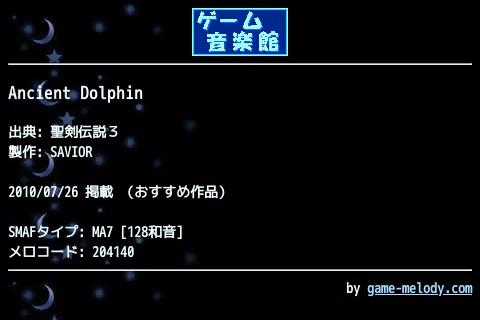 ゲーム
音楽館
Ancient Dolphin
出典: 聖剣伝説３
製作: SAVIOR
2010/07/26 掲載 (おすすめ作品)
SMAFタイプ: MA7 [128和音]
メロコード: 204140
by game-melody.com